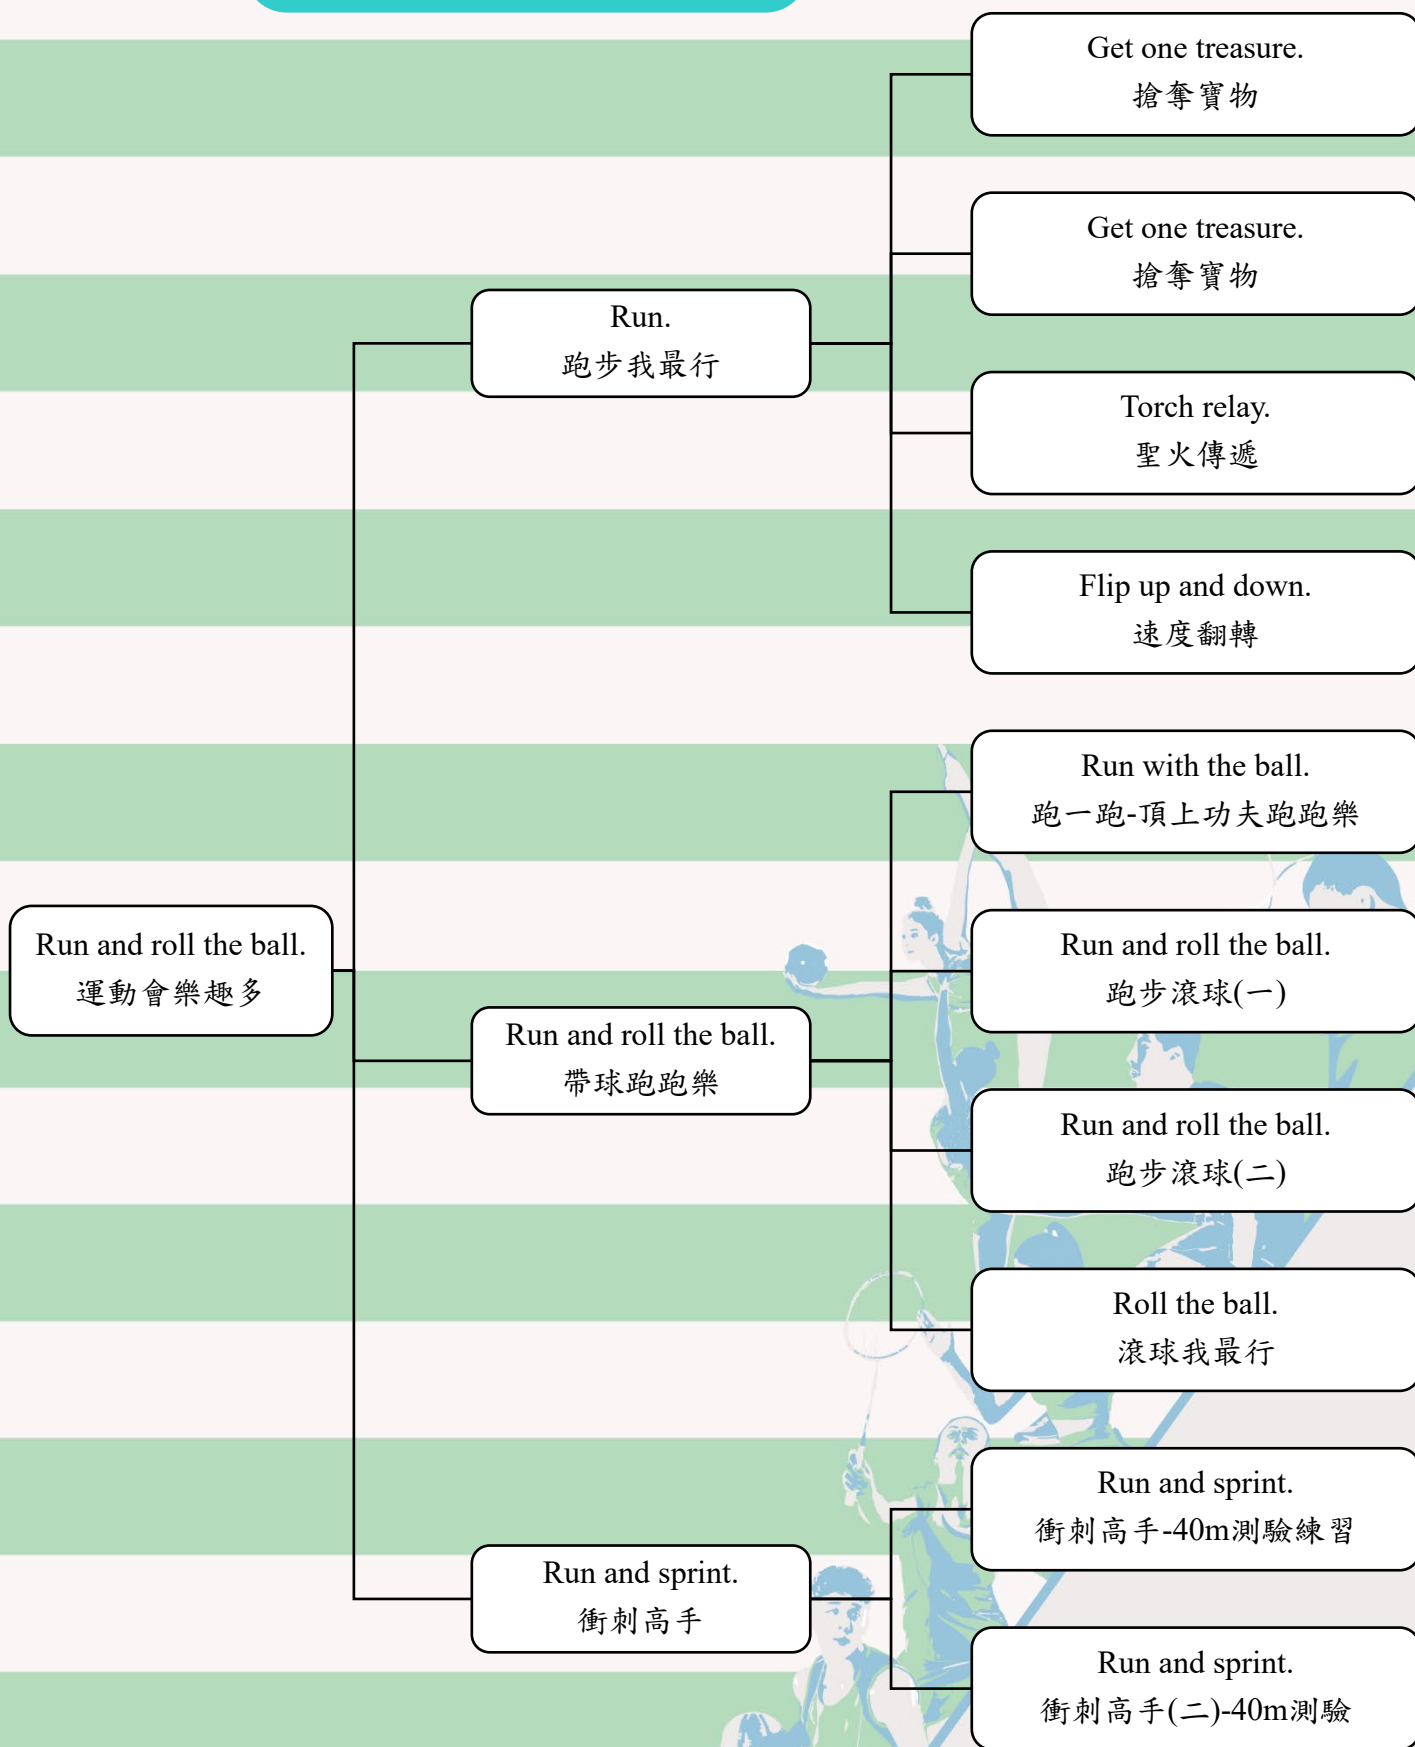 Run and roll the ball.
運動會樂趣多
Run.
跑步我最行
Get one treasure.
搶奪寶物
Get one treasure.
搶奪寶物
Torch relay.
聖火傳遞
Flip up and down.
速度翻轉
Run and roll the ball.
帶球跑跑樂
Run with the ball.
跑一跑-頂上功夫跑跑樂
Run and roll the ball.
跑步滾球(一)
Run and roll the ball.
跑步滾球(二)
Roll the ball.
滾球我最行
Run and sprint.
衝刺高手
Run and sprint.
衝刺高手-40m測驗練習
Run and sprint.
衝刺高手(二)-40m測驗